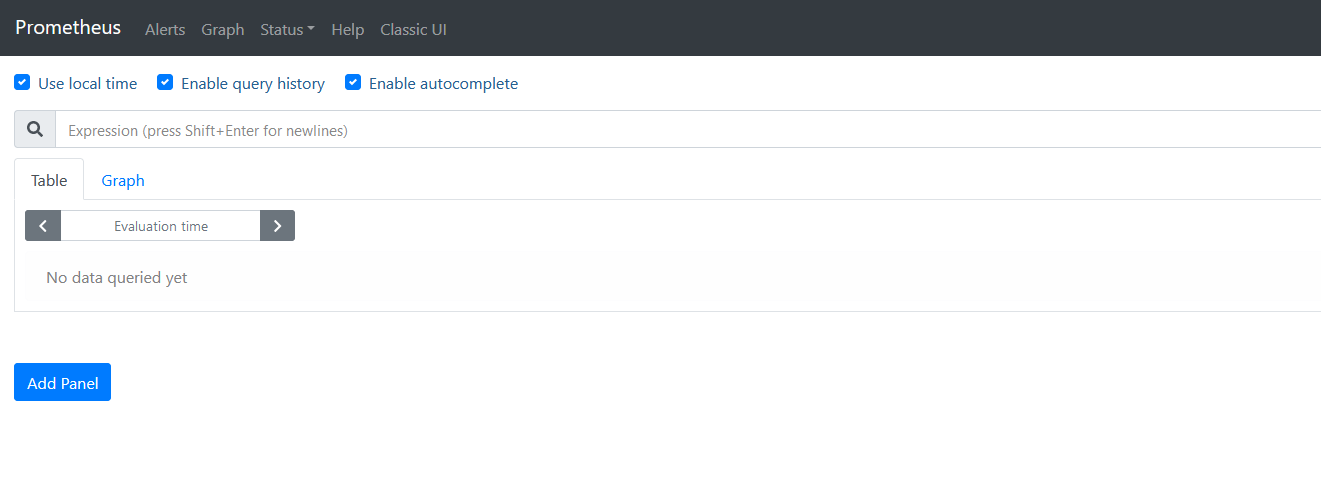 Prometheus Alerts Graph Status Help Classic UI
Use local time Enable query history Enable autocomplete
Expression (press Shift+Enter for newlines)
Table Graph
Evaluation time
No data queried yet
Add Panel